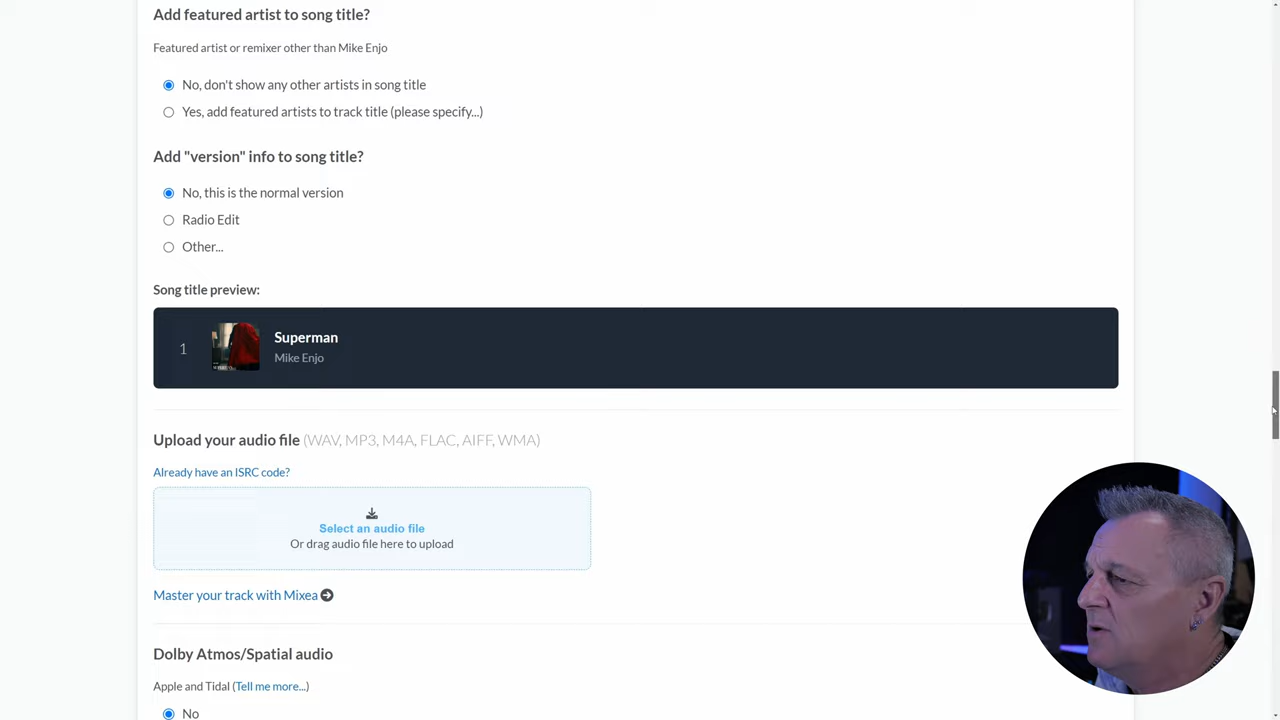 Add featured artist to song title?
Featured artist or remixer other than Mike Enjo
No, don't show any other artists in song title
Yes, add featured artists to track title (please specify...)
Add "version" info to song title?
No, this is the normal version
Radio Edit
Other...
Song title preview:
1
Superman
Mike Enjo
Upload your audio file (WAV, MP3, M4A, FLAC, AIFF, WMA)
Already have an ISRC code?
Select an audio file
Or drag audio file here to upload
Master your track with Mixea
Dolby Atmos/Spatial audio
Apple and Tidal (Tell me more...)
No